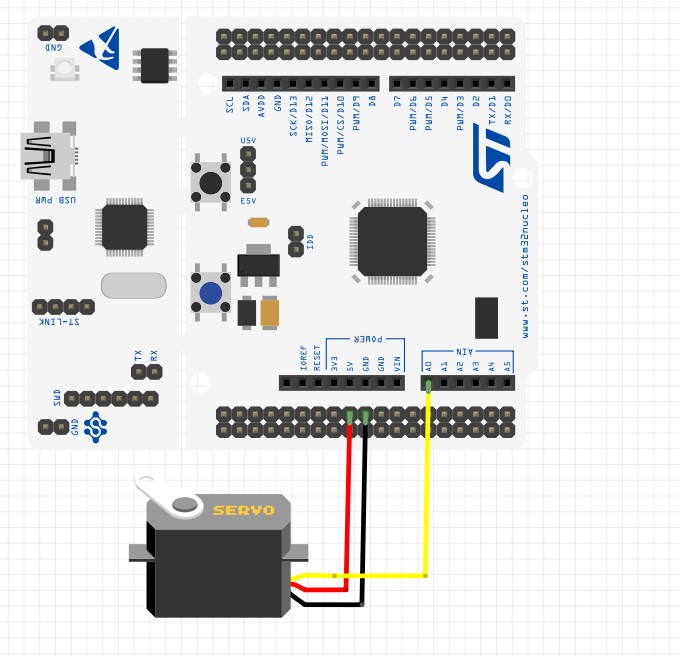 GND
SCL
SDA
AVDD
GND
SCK/D13
MISO/D12
PWM/MOSI/D11
PWM/CS/D10
PWM/D9
D8
D7
PWM/D6
PWM/D5
D4
PWM/D3
D2
TX/D1
RX/D0
U5V
E5V
USB PWR
IDD
www.st.com/stm32nucleo
ST-LINK
POWER
AIN
IOREF
RESET
3V3
5V
GND
GND
VIN
A0
A1
A2
A3
A4
A5
TX
RX
SWD
GND
SERVO